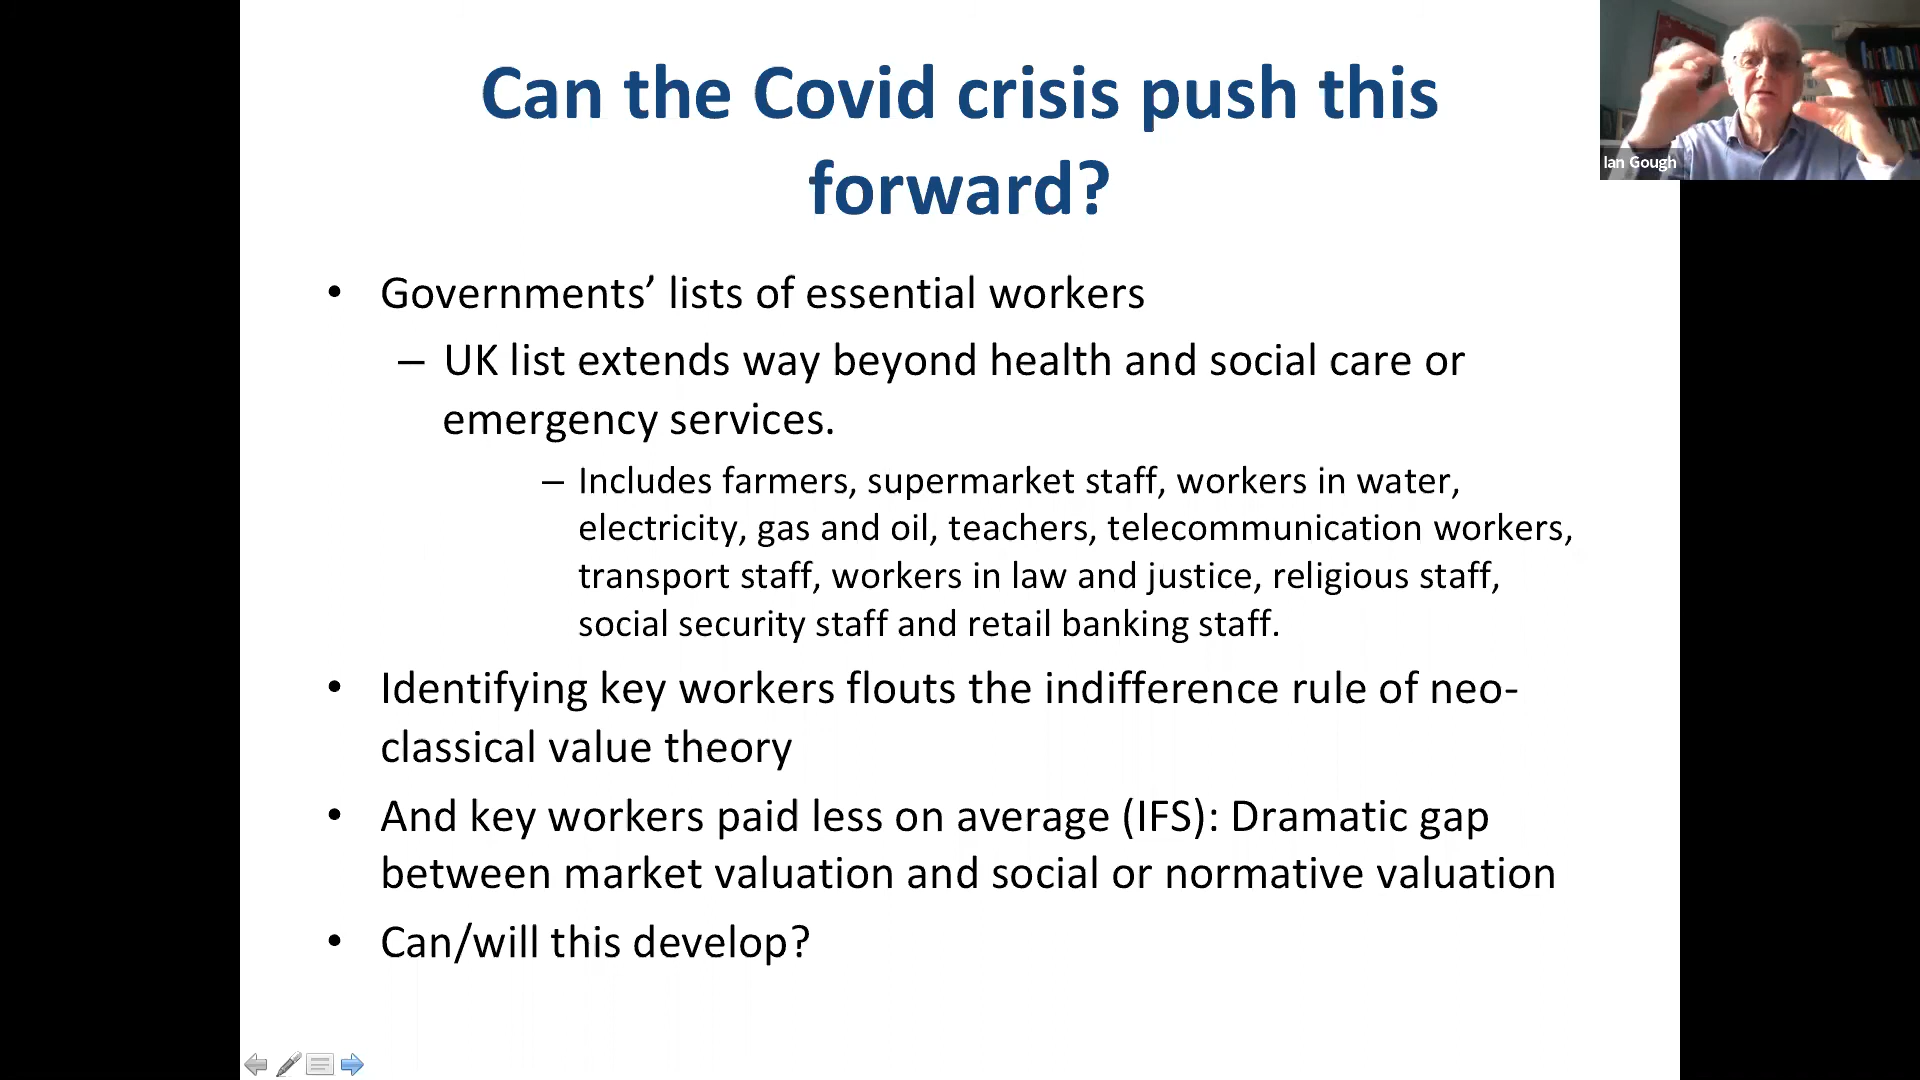 Can the Covid crisis push this
forward?
Ian Gough
• Governments’ lists of essential workers
– UK list extends way beyond health and social care or
emergency services.
– Includes farmers, supermarket staff, workers in water,
electricity, gas and oil, teachers, telecommunication workers,
transport staff, workers in law and justice, religious staff,
social security staff and retail banking staff.
• Identifying key workers flouts the indifference rule of neo-
classical value theory
• And key workers paid less on average (IFS): Dramatic gap
between market valuation and social or normative valuation
• Can/will this develop?